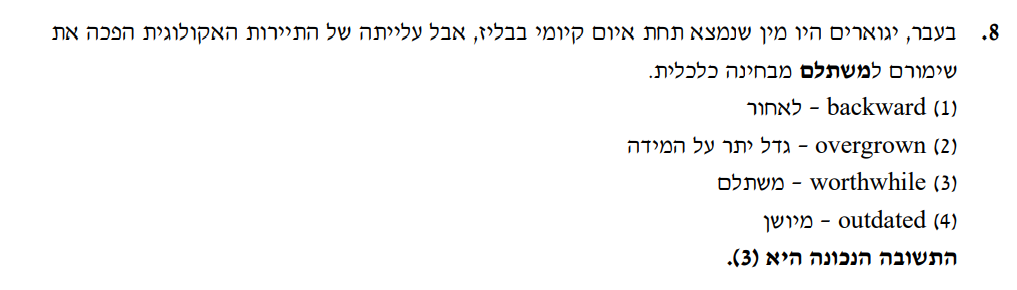 8. בעבר, יגוארים היו מין שנמצא תחת איום קיומי בבליז, אבל עלייתה של התיירות האקולוגית הפכה את
שימורם למשתלם מבחינה כלכלית.
(1) backward – לאחור
(2) overgrown – גדל יתר על המידה
(3) worthwhile – משתלם
(4) outdated – מיושן
התשובה הנכונה היא (3).